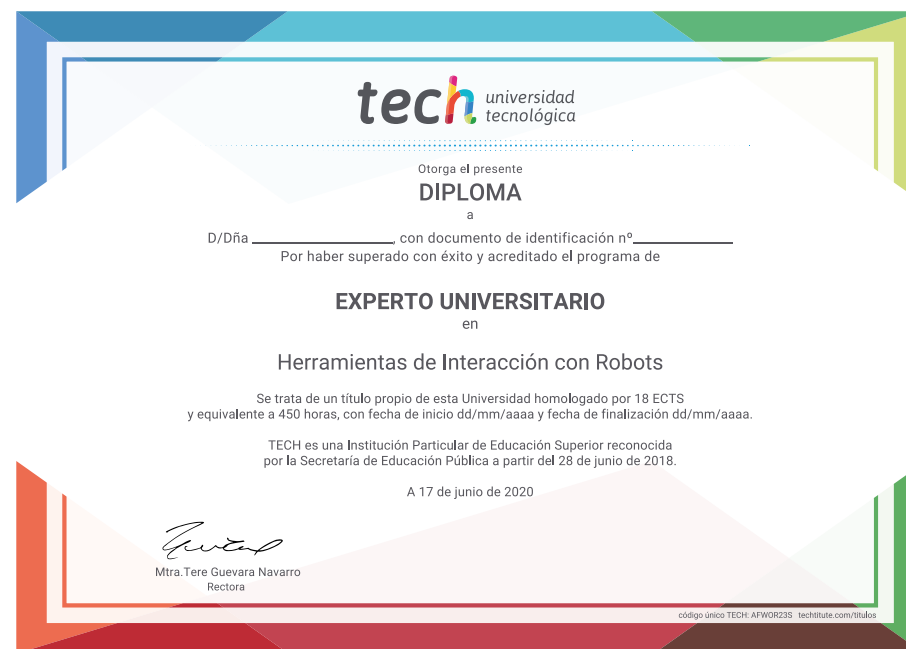 tech universidad
tecnológica
Otorga el presente
DIPLOMA
a
D/Dña ____________________, con documento de identificación nº______________
Por haber superado con éxito y acreditado el programa de
EXPERTO UNIVERSITARIO
en
Herramientas de Interacción con Robots
Se trata de un título propio de esta Universidad homologado por 18 ECTS
y equivalente a 450 horas, con fecha de inicio dd/mm/aaaa y fecha de finalización dd/mm/aaaa.
TECH es una Institución Particular de Educación Superior reconocida
por la Secretaría de Educación Pública a partir del 28 de junio de 2018.
A 17 de junio de 2020
Mtra.Tere Guevara Navarro
Rectora
código único TECH: AFWOR23S techtitute.com/titulos